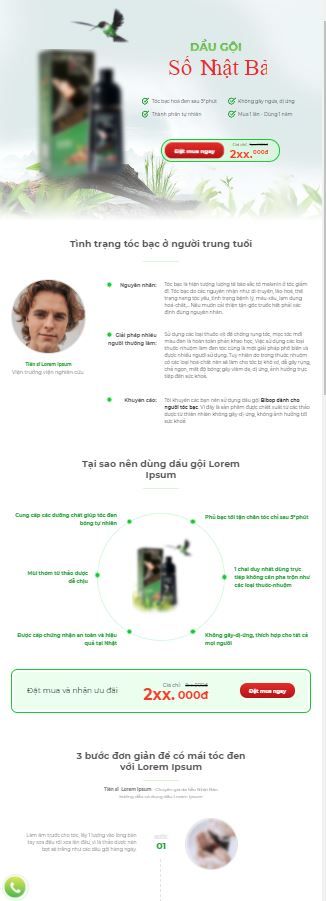 DẦU GỘI
Số Nhật Bả
Tóc bạc hoá đen sau 5*phút
Không gây ngứa, dị ứng
Thành phần tự nhiên
Mua 1 lần - Dùng 1 năm
Đặt mua ngay
Giá chỉ:
2xx.000đ
Tình trạng tóc bạc ở người trung tuổi
Tiến sĩ Lorem Ipsum
Viện trưởng viện nghiên cứu
Nguyên nhân:
Tóc bạc là hiện tượng lượng tế bào sắc tố melanin ở tóc giảm
đi. Tóc bạc do các nguyên nhân như di-truyền, lão hoá, thể
trạng nang tóc yếu, tình trạng bệnh lý, máu xấu, lạm dụng
hoá-chất,... Nếu muốn cải thiện tận gốc trước hết phải xác
định đúng nguyên nhân.
Giải pháp nhiều
người thường làm:
Sử dụng các loại thuốc vô đã chứng rụng tóc, mọc tóc mới
màu đen là hoàn toàn phản khoa học. Việc sử dụng các loại
thuốc-nhuộm làm đen tóc cũng là một giải pháp phổ biến và
được nhiều người sử dụng. Tuy nhiên do trong thuốc nhuộm
có các loại hoá-chất nên sẽ làm cho tóc bị khô xơ, dễ gãy rụng,
chẻ ngọn, mất độ bóng; gây viêm da, dị ứng, ảnh hưởng trực
tiếp đến sức khoẻ.
Khuyến cáo:
Tôi khuyên các bạn nên sử dụng dầu gội Bibop dành cho
người tóc bạc. Vì đây là sản phẩm được chiết xuất từ các thảo
dược từ thiên nhiên không gây dị-ứng, không ảnh hưởng tới
sức khoẻ
Tại sao nên dùng dầu gội Lorem
Ipsum
Cung cấp các dưỡng chất giúp tóc đen
bóng tự nhiên
Phủ bạc tới tận chân tóc chỉ sau 5*phút
Mùi thơm từ thảo dược
dễ chịu
1 chai duy nhất dùng trực
tiếp không cần pha trộn như
các loại thuốc-nhuộm
Được cấp chứng nhận an toàn và hiệu
quả tại Nhật
Không gây-dị-ứng, thích hợp cho tất cả
mọi người
Đặt mua và nhận ưu đãi
Giá chỉ:
2xx. 000đ
Đặt mua ngay
3 bước đơn giản để có mái tóc đen
với Lorem Ipsum
Tiến sĩ Lorem Ipsum - Chuyên gia da liễu Nhật Bản
hướng dẫn sử dụng dầu Lorem Ipsum
Làm ẩm trước cho tóc, lấy 1 lượng vào lòng bàn
tay xoa đều rồi xoa lên đầu, vì là thảo dược nên
bọt sẽ trắng như các dầu gội hàng ngày
BƯỚC
01